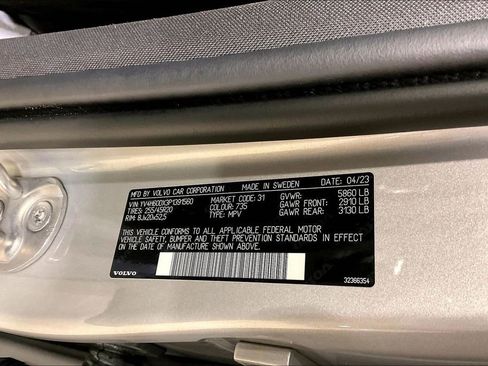 MFD. BY VOLVO CAR CORPORATION MADE IN SWEDEN DATE: 04/23
VIN: YV4H600X3P1391560 MARKET CODE: 31 GVWR: 5860 LB
TIRES: 255/45R20 COLOUR: 735 GAWR FRONT: 2910 LB
RIM: 8JX20X52,5 TYPE: MPV GAWR REAR: 3130 LB
THIS VEHICLE CONFORMS TO ALL APPLICABLE FEDERAL MOTOR
VEHICLE SAFETY, BUMPER AND THEFT PREVENTION STANDARDS IN EFFECT
ON THE DATE OF MANUFACTURE SHOWN ABOVE.
VOLVO 32366354